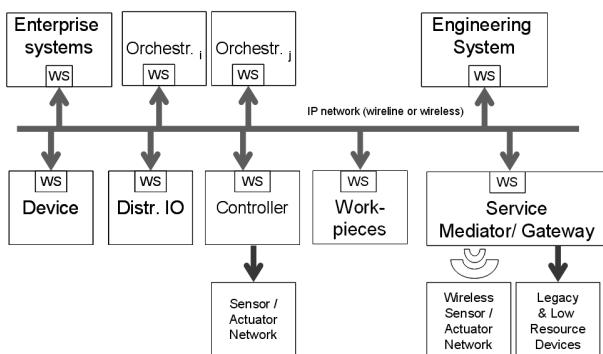 Enterprise
systems
WS
Orchestr. i
WS
Orchestr. j
WS
Engineering
System
WS
IP network (wireline or wireless)
WS
Device
WS
Distr. IO
WS
Controller
WS
Work-
pieces
WS
Service
Mediator/ Gateway
Sensor /
Actuator
Network
Wireless
Sensor /
Actuator
Network
Legacy
& Low
Resource
Devices